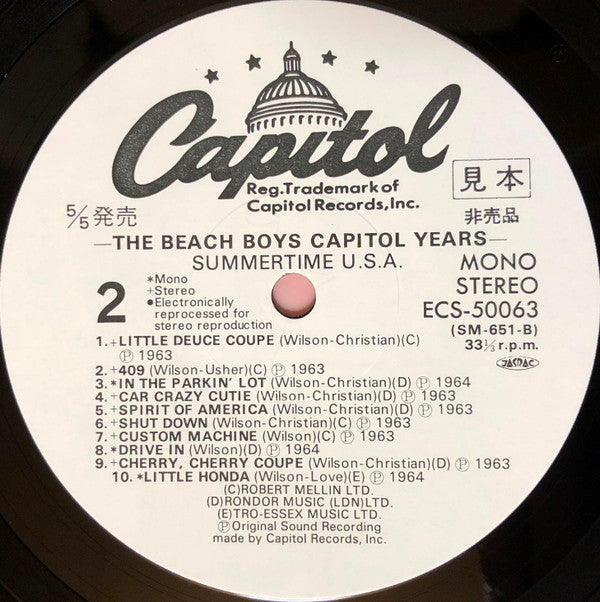 Capitol
Reg.Trademark of
Capitol Records, Inc.
見本
5/5発売
非売品
—THE BEACH BOYS CAPITOL YEARS—
SUMMERTIME U.S.A.
MONO
STEREO
ECS-50063
(SM-651-B)
33⅓ r.p.m.
JASRAC
2
*Mono
+Stereo
●Electronically
reprocessed for
stereo reproduction
1.+LITTLE DEUCE COUPE (Wilson-Christian)(C)
Ⓟ 1963
2.+409 (Wilson-Usher)(C) Ⓟ 1963
3.*IN THE PARKIN' LOT (Wilson-Christian)(D) Ⓟ 1964
4.+CAR CRAZY CUTIE (Wilson-Christian)(D) Ⓟ 1963
5.+SPIRIT OF AMERICA (Wilson-Christian)(D) Ⓟ 1963
6.+SHUT DOWN (Wilson-Christian)(C) Ⓟ 1963
7.+CUSTOM MACHINE (Wilson)(C) Ⓟ 1963
8.*DRIVE IN (Wilson)(D) Ⓟ 1964
9.+CHERRY, CHERRY COUPE (Wilson-Christian)(D) Ⓟ 1963
10.*LITTLE HONDA (Wilson-Love)(E) Ⓟ 1964
(C)ROBERT MELLIN LTD.
(D)RONDOR MUSIC (LDN)LTD.
(E)TRO-ESSEX MUSIC LTD.
ⓅOriginal Sound Recording
made by Capitol Records, Inc.